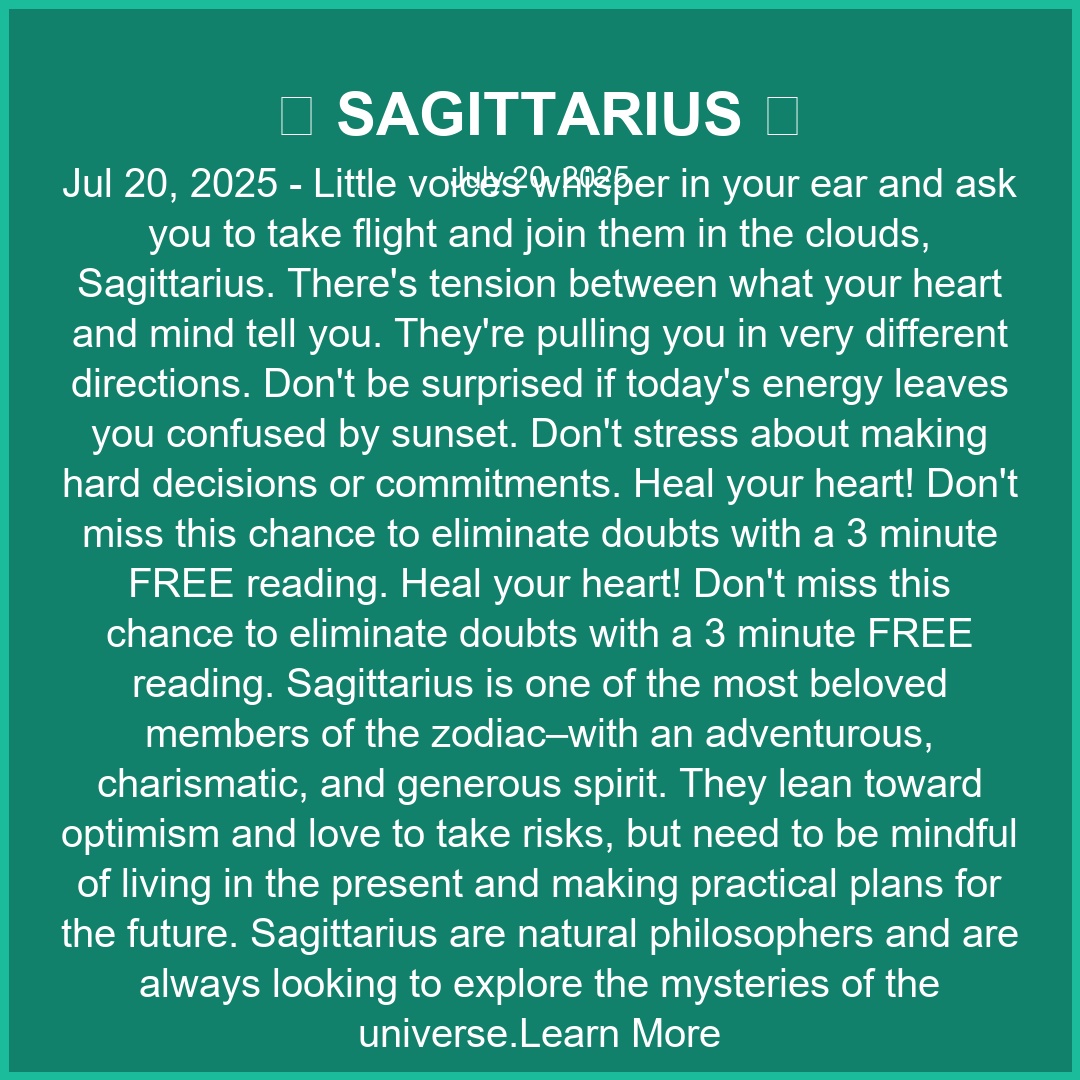 SAGITTARIUS
July 20, 2025
Jul 20, 2025 - Little voices whisper in your ear and ask
you to take flight and join them in the clouds,
Sagittarius. There's tension between what your heart
and mind tell you. They're pulling you in very different
directions. Don't be surprised if today's energy leaves
you confused by sunset. Don't stress about making
hard decisions or commitments. Heal your heart! Don't
miss this chance to eliminate doubts with a 3 minute
FREE reading. Heal your heart! Don't miss this
chance to eliminate doubts with a 3 minute FREE
reading. Sagittarius is one of the most beloved
members of the zodiac—with an adventurous,
charismatic, and generous spirit. They lean toward
optimism and love to take risks, but need to be mindful
of living in the present and making practical plans for
the future. Sagittarius are natural philosophers and are
always looking to explore the mysteries of the
universe.Learn More